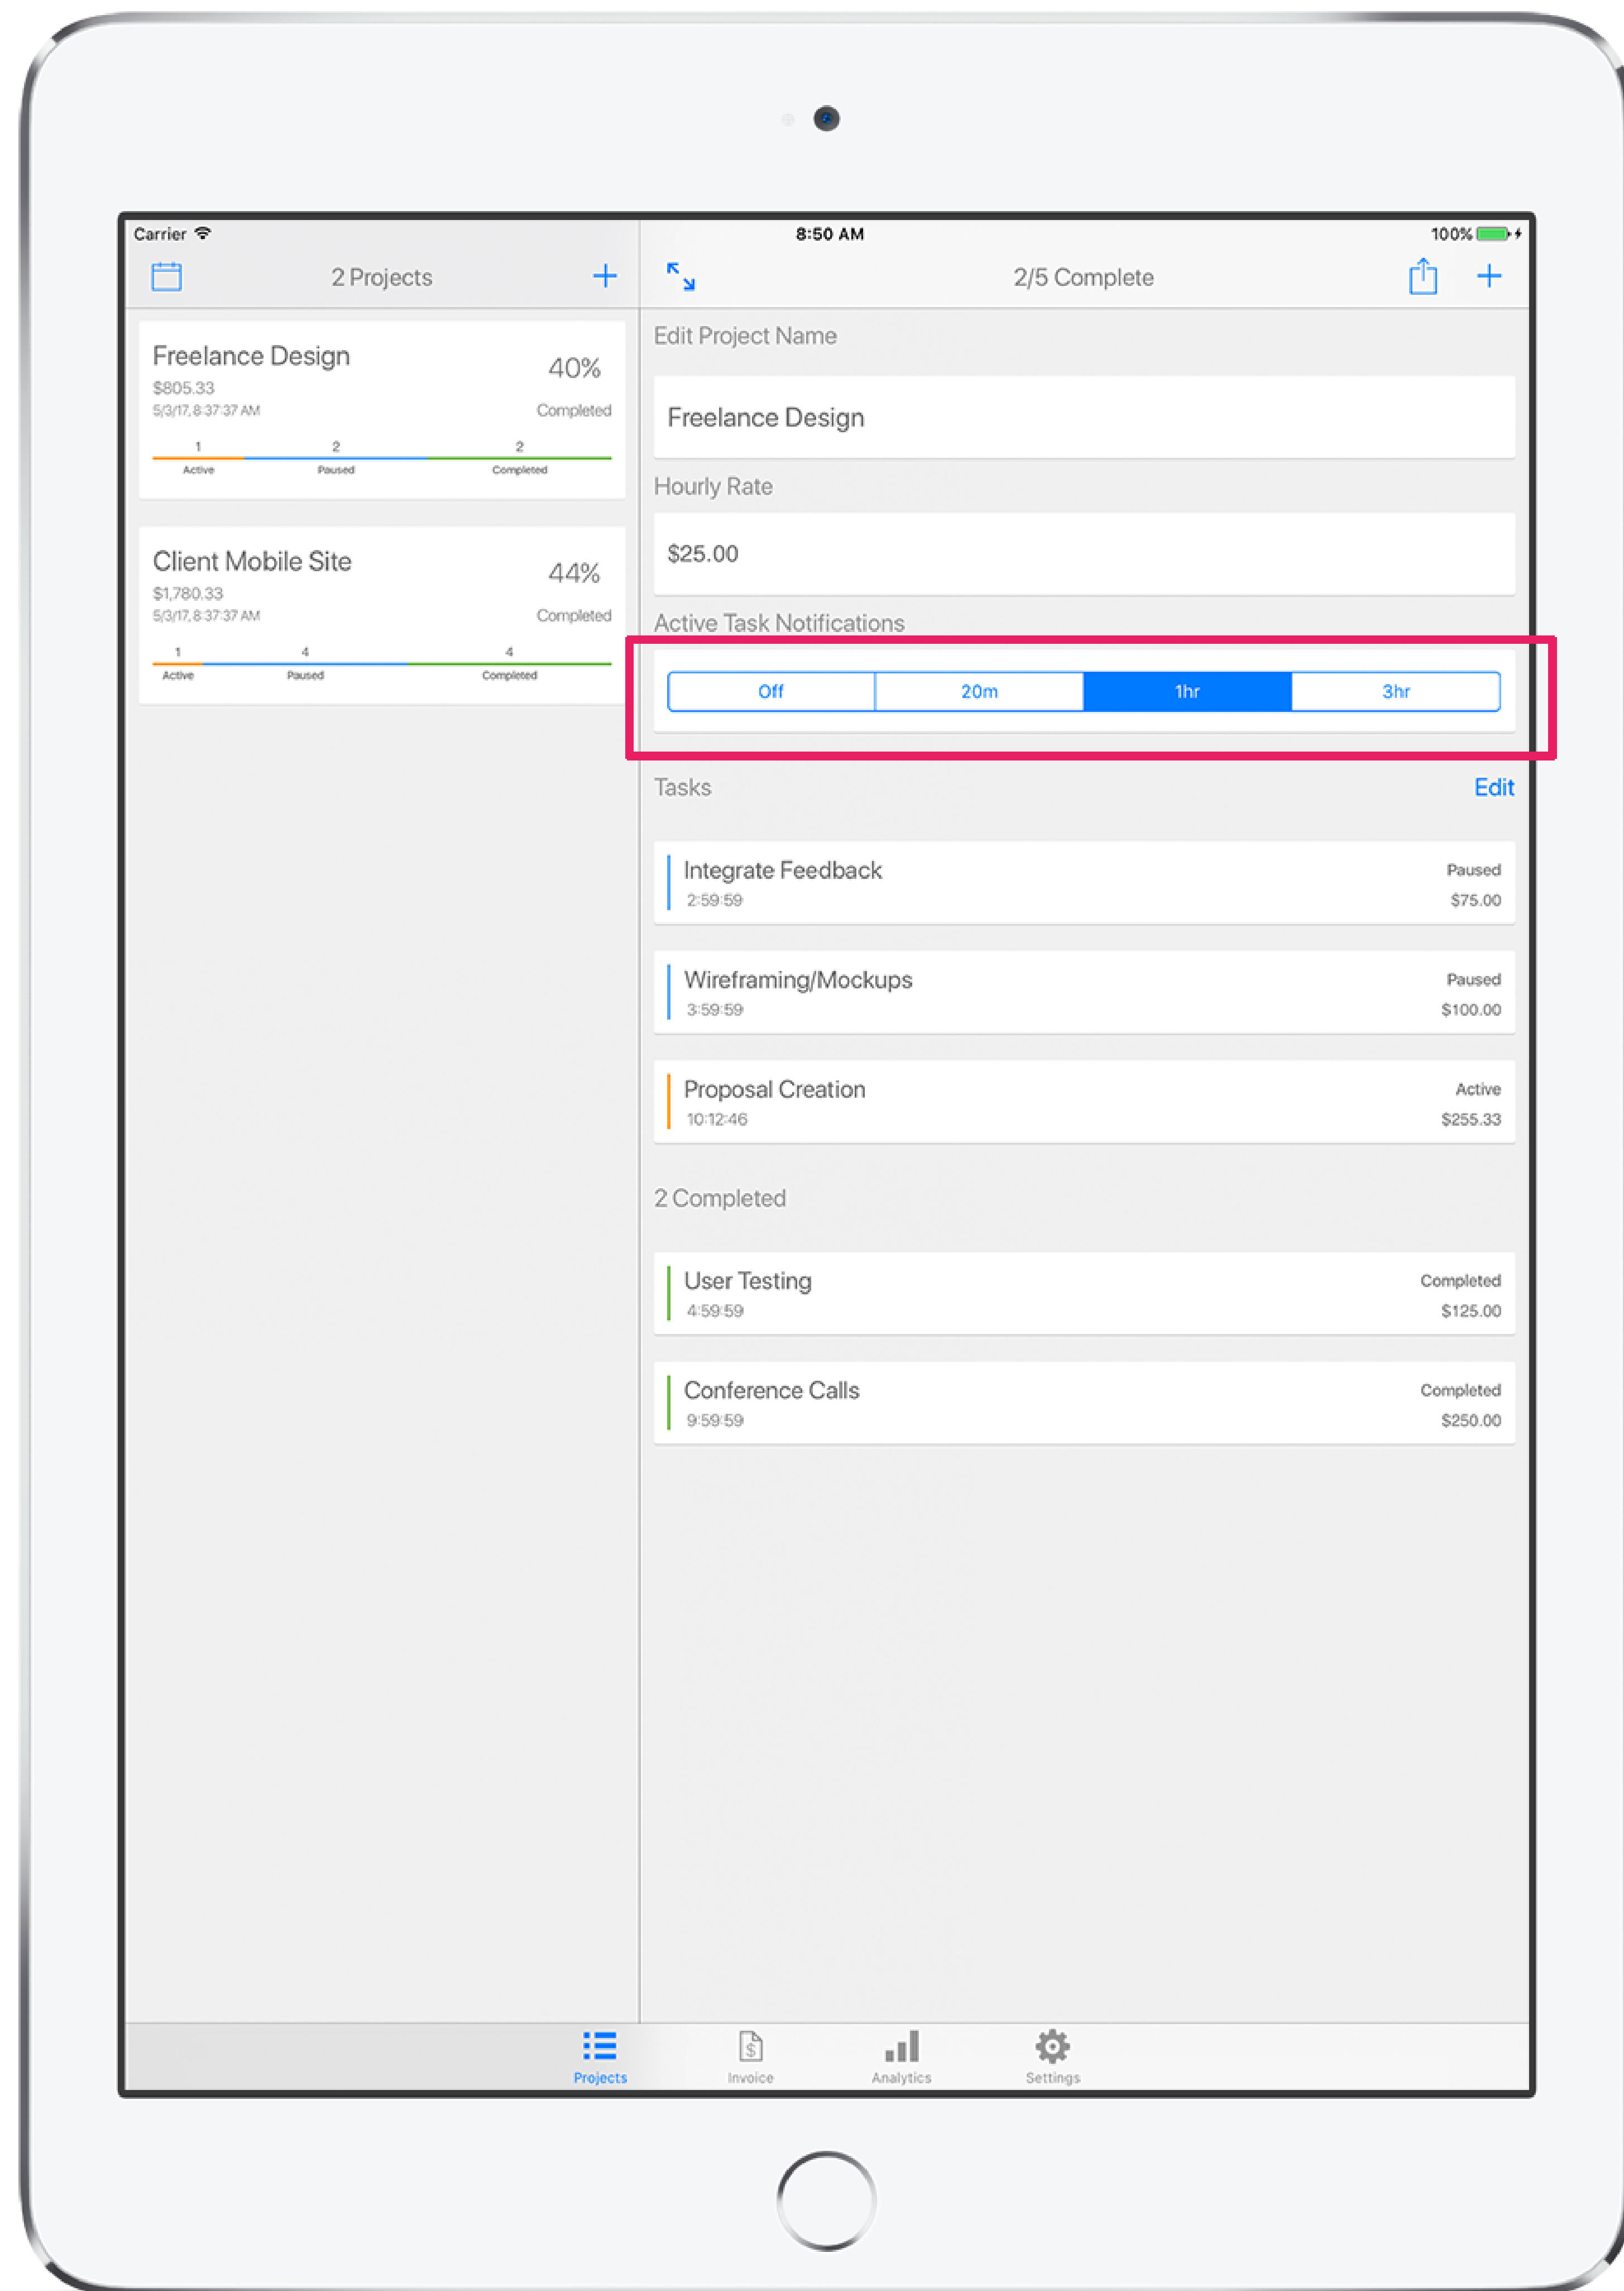 Carrier
8:50 AM
100%
2 Projects
2/5 Complete
Freelance Design
$805.33
5/3/17, 8:37:37 AM
40%
Completed
1
2
2
Active
Paused
Completed
Client Mobile Site
$1,780.33
5/3/17, 8:37:37 AM
44%
Completed
1
4
4
Active
Paused
Completed
Edit Project Name
Freelance Design
Hourly Rate
$25.00
Active Task Notifications
Off
20m
1hr
3hr
Tasks
Edit
Integrate Feedback
Paused
2:59:59
$75.00
Wireframing/Mockups
Paused
3:59:59
$100.00
Proposal Creation
Active
10:12:46
$255.33
2 Completed
User Testing
Completed
4:59:59
$125.00
Conference Calls
Completed
9:59:59
$250.00
$
Projects
Invoice
Analytics
Settings